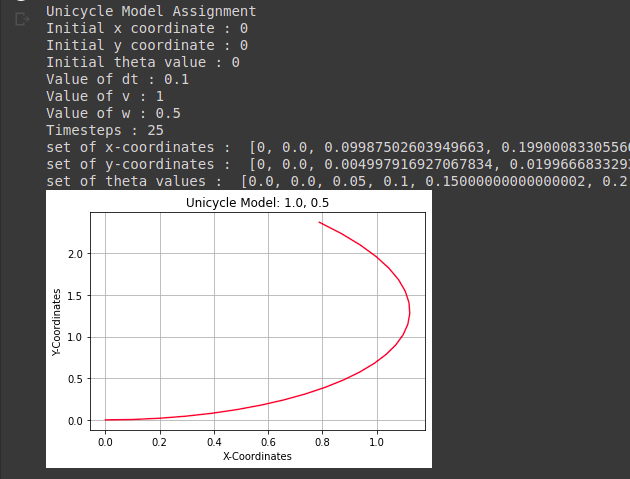 Unicycle Model Assignment
Initial x coordinate : 0
Initial y coordinate : 0
Initial theta value : 0
Value of dt : 0.1
Value of v : 1
Value of w : 0.5
Timesteps : 25
set of x-coordinates :  [0, 0.0, 0.09987502603949663, 0.1990008330556
set of y-coordinates :  [0, 0.0, 0.004997916927067834, 0.019966683329
set of theta values :  [0.0, 0.0, 0.05, 0.1, 0.15000000000000002, 0.2
Unicycle Model: 1.0, 0.5
2.0
1.5
1.0
0.5
0.0
Y-Coordinates
0.0 0.2 0.4 0.6 0.8 1.0
X-Coordinates